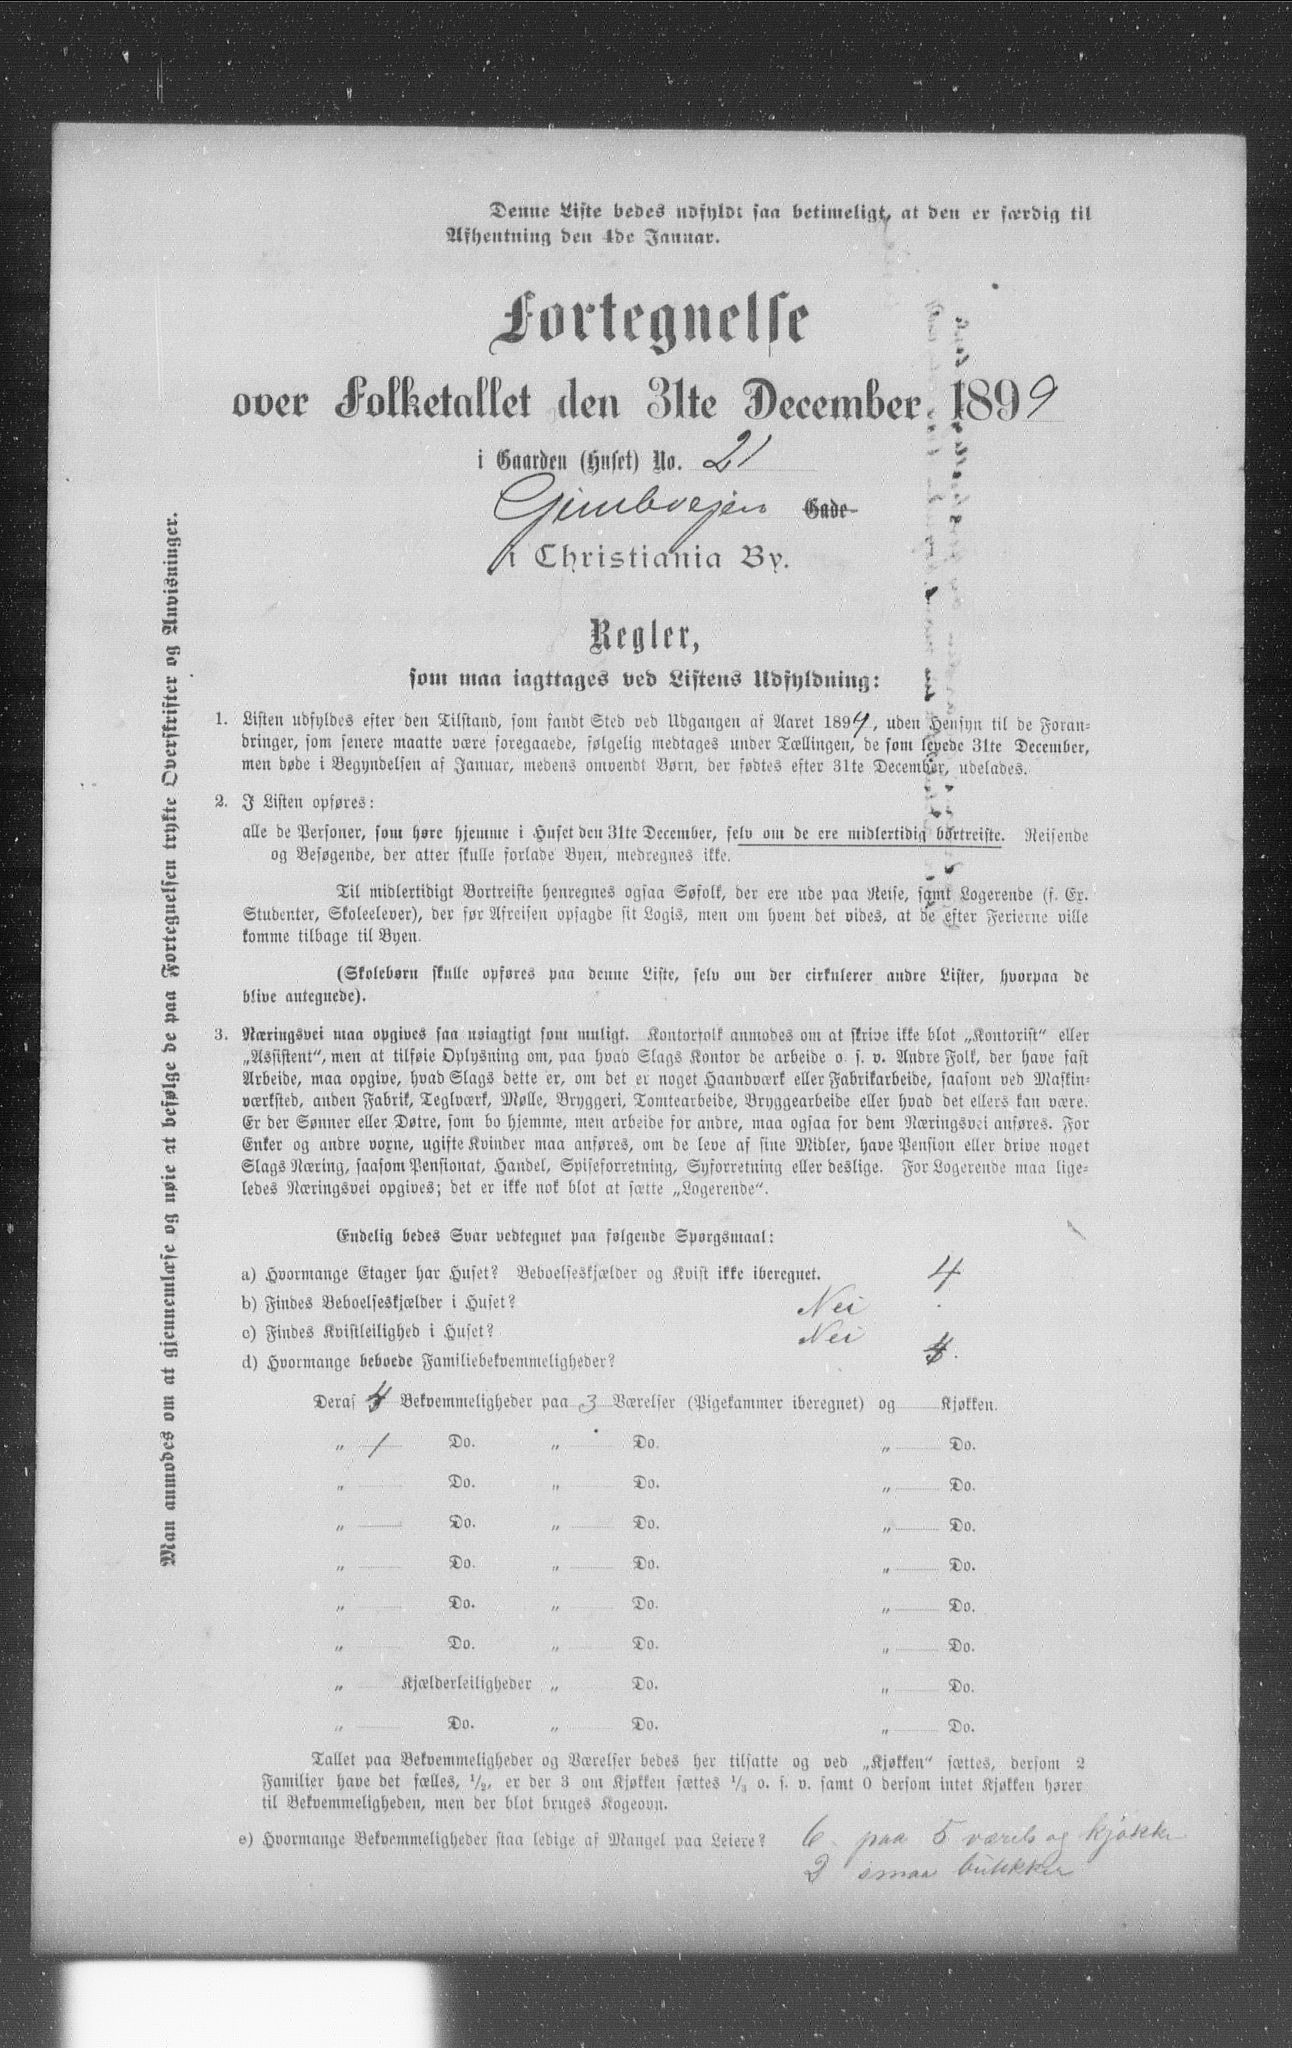 Denne Liste bedes udfyldt saa betimeligt, at den er færdig til
Afhentning den 4de Januar.
Fortegnelse
over Folketallet den 31te December 1899
i Gaarden (Huset) No. 21
Gimleveien Gade
i Christiania By.
Regler,
som maa iagttages ved Listens Udfyldning:
1. Listen udfyldes efter den Tilstand, som fandt Sted ved Udgangen af Aaret 1899, uden Hensyn til de Foran-
dringer, som senere maatte være foregaaede, følgelig medtages under Tællingen, de som levede 31te December,
men døde i Begyndelsen af Januar, medens omvendt Børn, der fødtes efter 31te December, udelades.
2. I Listen opføres:
alle de Personer, som høre hjemme i Huset den 31te December, selv om de ere midlertidig bortreiste. Reisende
og Besøgende, der atter skulle forlade Byen, medregnes ikke.
Til midlertidigt Bortreiste henregnes ogsaa Søfolk, der ere ude paa Reise, samt Logerende (f. Ex.
Studenter, Skoleelever), der før Afreisen opsagde sit Logis, men om hvem det vides, at de efter Ferierne ville
komme tilbage til Byen.
(Skolebørn skulle opføres paa denne Liste, selv om der cirkulerer andre Lister, hvorpaa de
blive antegnede).
3. Næringsvei maa opgives saa nøiagtigt som muligt. Kontorfolk anmodes om at skrive ikke blot „Kontorist“ eller
„Assistent“, men at tilføie Oplysning om, paa hvad Slags Kontor de arbeide o. s. v. Andre Folk, der have fast
Arbeide, maa opgive, hvad Slags dette er, om det er noget Haandværk eller Fabrikarbeide, saasom ved Maskin-
værksted, anden Fabrik, Teglværk, Mølle, Bryggeri, Tomtearbeide, Bryggearbeide eller hvad det ellers kan være.
Er der Sønner eller Døtre, som bo hjemme, men arbeide for andre, maa ogsaa for dem Næringsvei anføres. For
Enker og andre voxne, ugifte Kvinder maa anføres, om de leve af sine Midler, have Pension eller drive noget
Slags Næring, saasom Pensionat, Handel, Spiseforretning, Syforretning eller deslige. For Logerende maa lige-
ledes Næringsvei opgives; det er ikke nok blot at sætte „Logerende“.
Endelig bedes Svar vedtegnet paa følgende Spørgsmaal:
a) Hvormange Etager har Huset? Beboelseskjælder og Kvist ikke iberegnet. 4
b) Findes Beboelseskjælder i Huset? Nei
c) Findes Kvistleilighed i Huset? Nei
d) Hvormange beboede Familiebekvemmeligheder?
Deraf Bekvemmeligheder paa 3 Værelser (Pigekammer iberegnet) og Kjøkken.
„ 1 Do. „ Do. „ Do.
„ Do. „ Do. „ Do.
„ Do. „ Do. „ Do.
„ Do. „ Do. „ Do.
„ Do. „ Do. „ Do.
„ Do. „ Do. „ Do.
„ Kjælderleiligheder „ Do. „ Do.
„ Do. „ Do. „ Do.
Tallet paa Bekvemmeligheder og Værelser bedes her tilsatte og ved „Kjøkken“ sættes, dersom 2
Familier have det fælles, 1/2, er der 3 om Kjøkken sættes 1/3 o. s. v. samt 0 dersom intet Kjøkken hører
til Bekvemmeligheden, men der blot bruges Kogeovn.
e) Hvormange Bekvemmeligheder staa ledige af Mangel paa Leiere? 6 paa 5 værels og kjøkken
2 smaa butikker
Man anmodes om at gjennemlæse og nøie at befølge de paa Fortegnelsen trykte Overskrifter og Anvisninger.